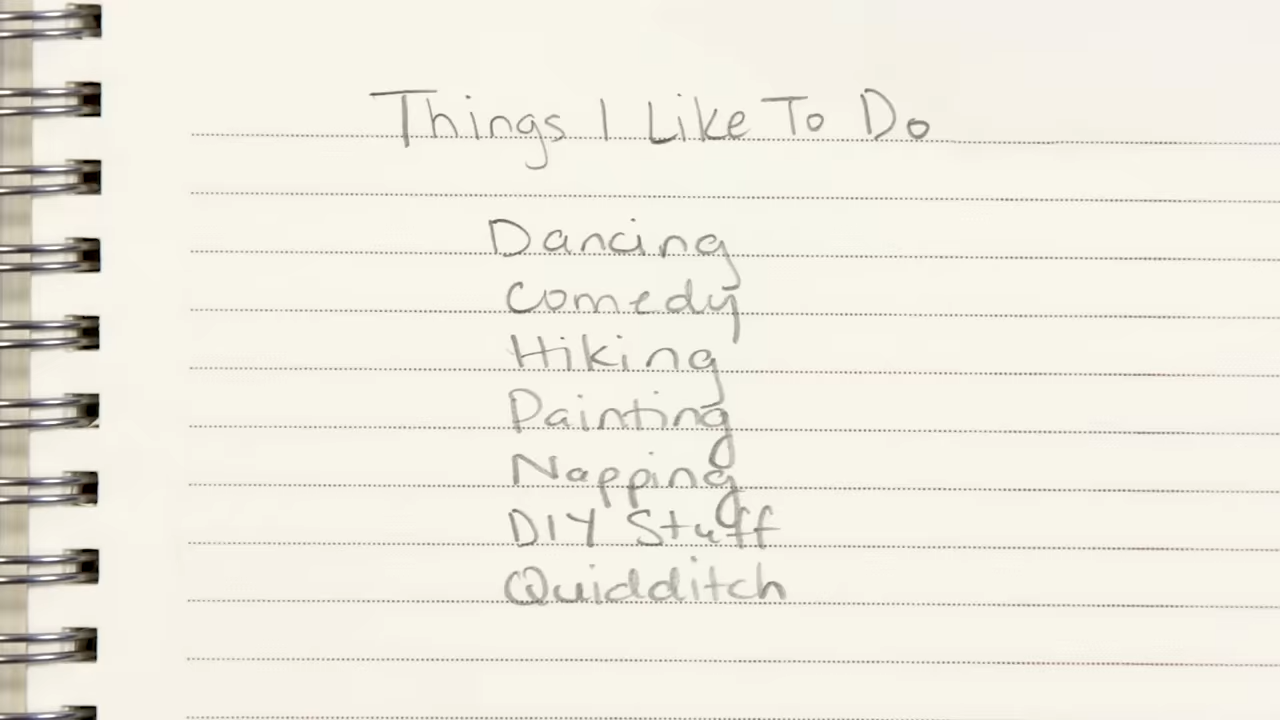 Things I Like To Do
Dancing
Comedy
Hiking
Painting
Napping
DIY Stuff
Quidditch